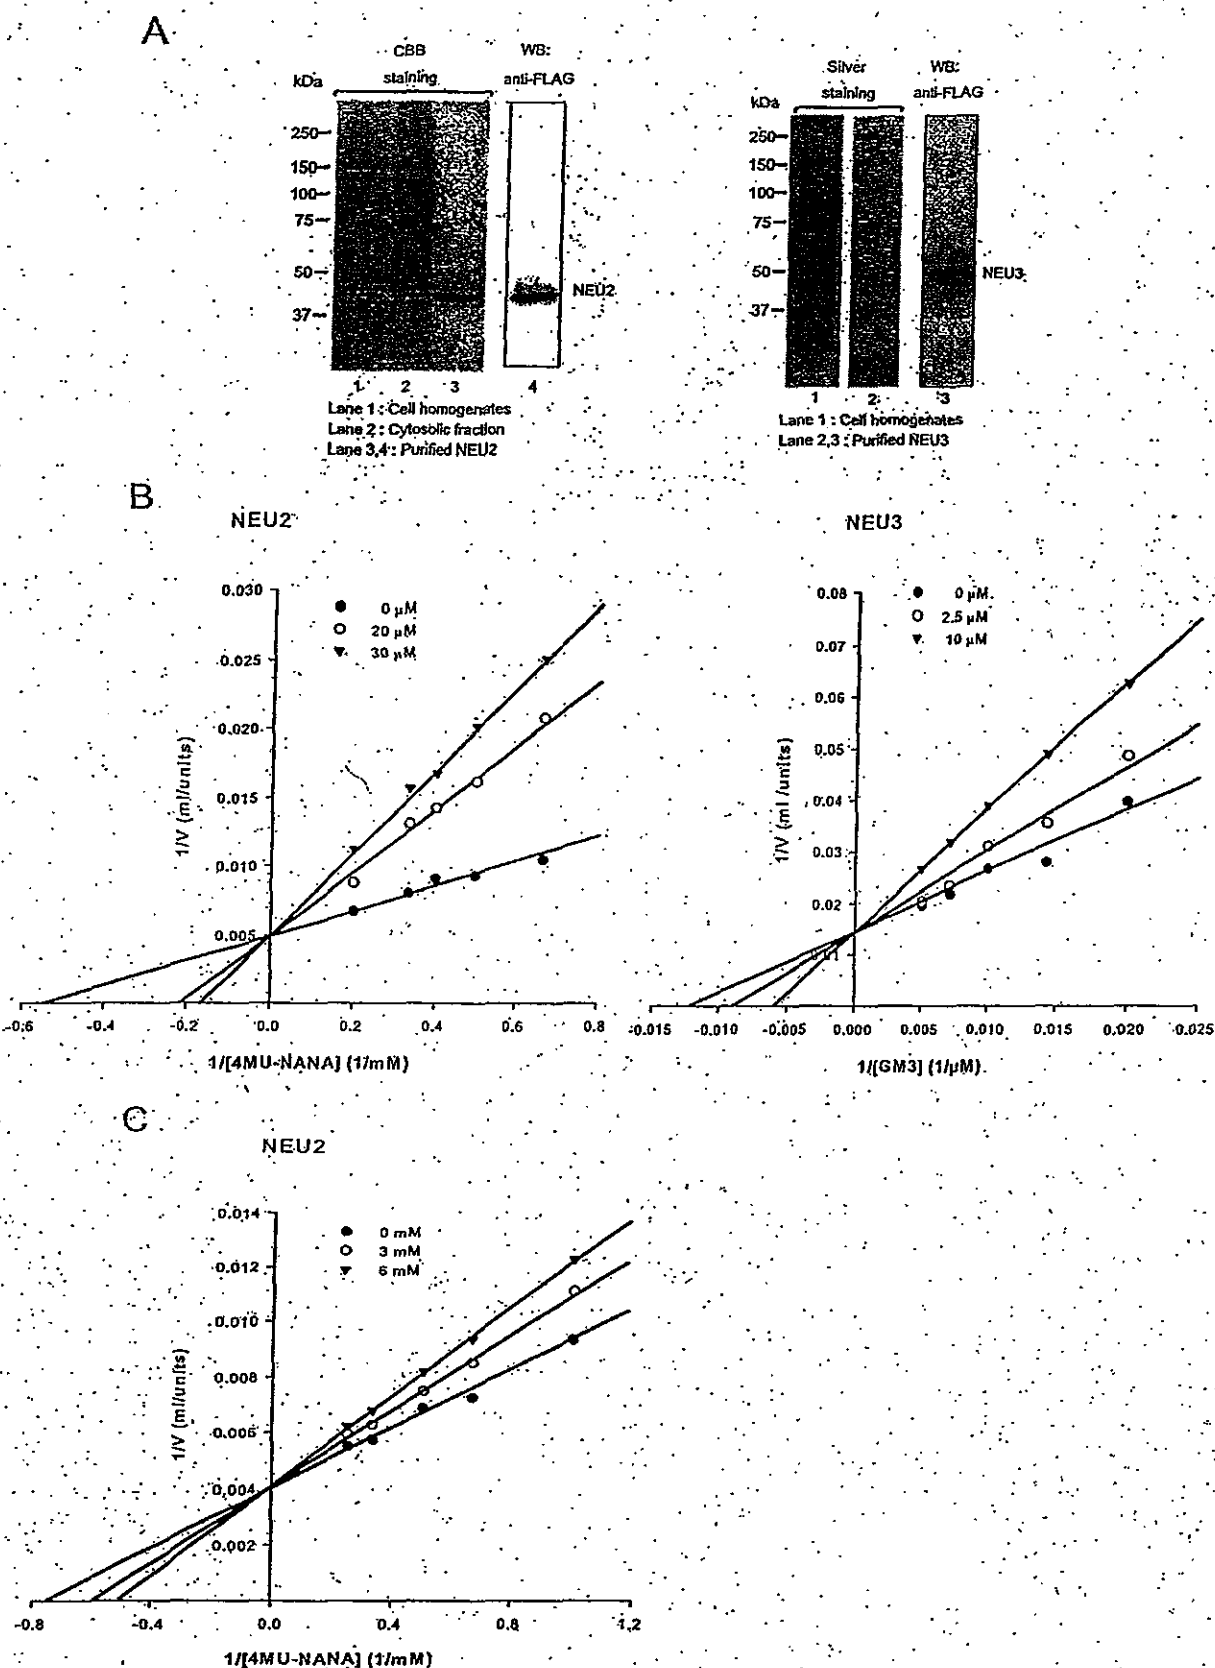 A
CBB
staining
WB:
anti-FLAG
kDa
250
150
100
75
50
37
NEU2
1 2 3 4
Lane 1 : Cell homogenates
Lane 2 : Cytosolic fraction
Lane 3,4 : Purified NEU2
Silver
staining
WB:
anti-FLAG
kDa
250
150
100
75
50
37
NEU3
1 2 3
Lane 1 : Cell homogenates
Lane 2,3 : Purified NEU3
B
NEU2
0.030
0.025
0.020
0.015
0.010
0.005
1/V (ml/units)
0 µM
20 µM
30 µM
-0.6 -0.4 -0.2 0.0 0.2 0.4 0.6 0.8
1/[4MU-NANA] (1/mM)
NEU3
0.08
0.07
0.06
0.05
0.04
0.03
0.02
1/V (ml/units)
0 µM
2.5 µM
10 µM
-0.015 -0.010 -0.005 0.000 0.005 0.010 0.015 0.020 0.025
1/[GM3] (1/µM)
C
NEU2
0.014
0.012
0.010
0.008
0.006
0.004
0.002
1/V (ml/units)
0 mM
3 mM
6 mM
-0.8 -0.4 0.0 0.4 0.8 1.2
1/[4MU-NANA] (1/mM)